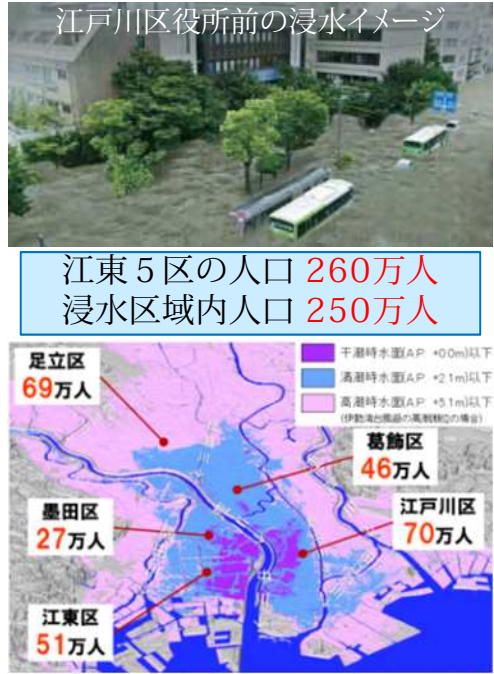 江戸川区役所前の浸水イメージ
江東5区の人口 260万人
浸水区域内人口 250万人
干潮時水面(A.P. +0.0m)以下
満潮時水面(A.P. +2.1m)以下
高潮時水面(A.P. +5.1m)以下
(伊勢湾台風級の高潮潮位の場合)
足立区
69万人
葛飾区
46万人
墨田区
27万人
江戸川区
70万人
江東区
51万人